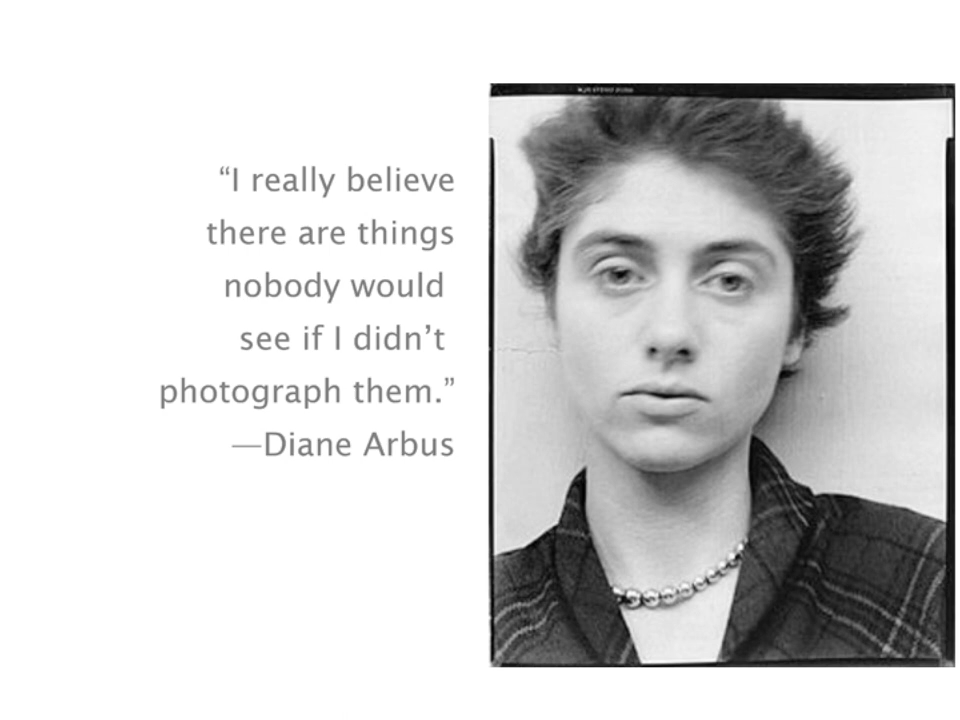 “I really believe
there are things
nobody would
see if I didn’t
photograph them.”
—Diane Arbus